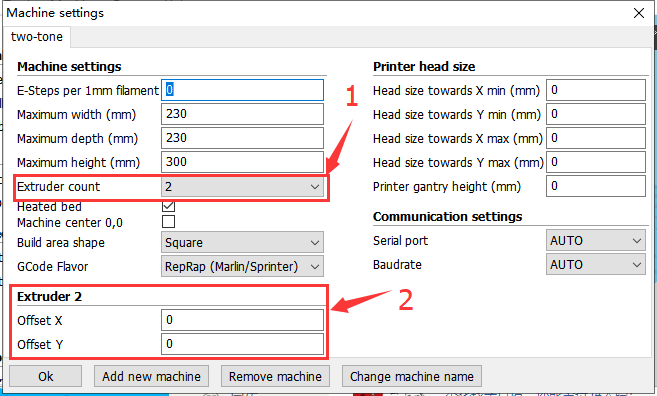 Machine settings
two-tone
Machine settings
E-Steps per 1mm filament 0
Maximum width (mm) 230
Maximum depth (mm) 230
Maximum height (mm) 300
Extruder count 2
Heated bed
Machine center 0,0
Build area shape Square
GCode Flavor RepRap (Marlin/Sprinter)
Extruder 2
Offset X 0
Offset Y 0
Printer head size
Head size towards X min (mm) 0
Head size towards Y min (mm) 0
Head size towards X max (mm) 0
Head size towards Y max (mm) 0
Printer gantry height (mm) 0
Communication settings
Serial port AUTO
Baudrate AUTO
1
2
Ok Add new machine Remove machine Change machine name